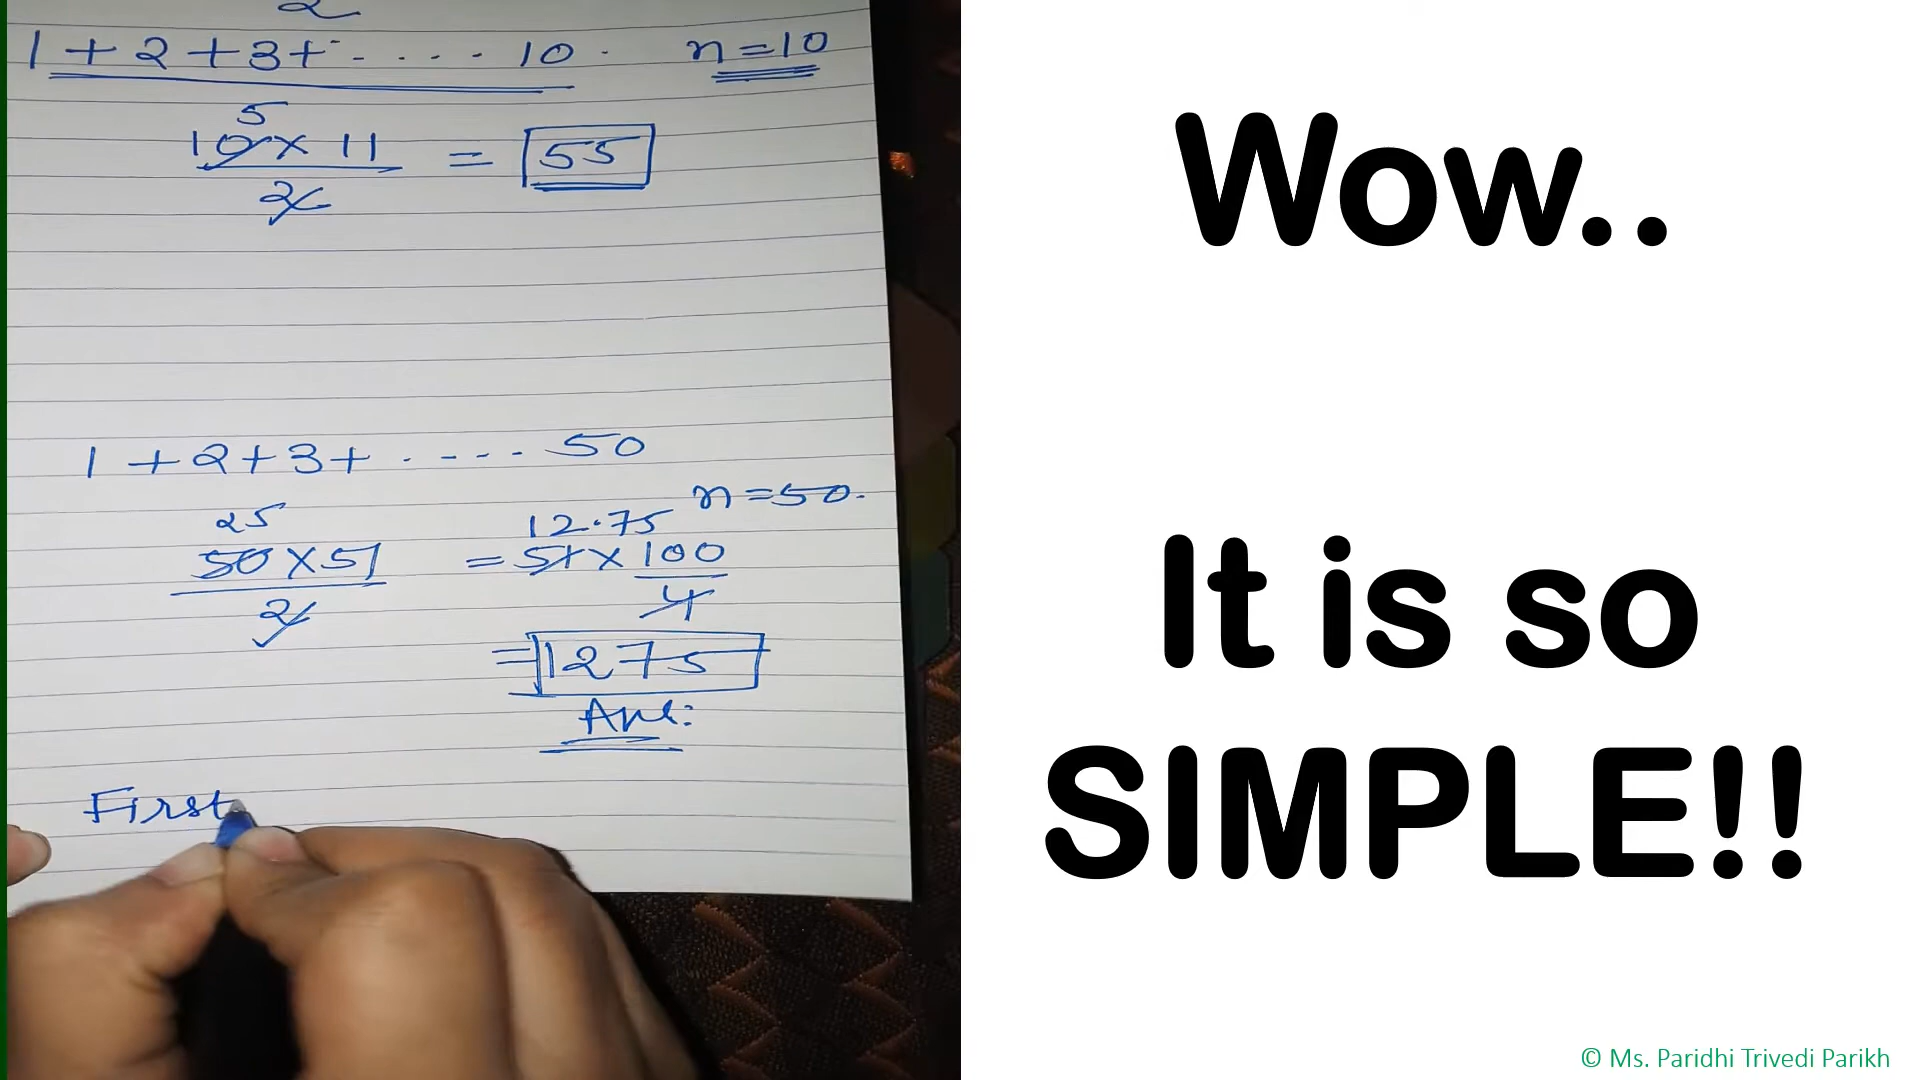 2
1 + 2 + 3 + - . . . . 10 . n = 10
5
10 x 11 = 55
2
1 + 2 + 3 + . - - - . 50
n = 50.
25 12.75
50 x 51 = 51 x 100
2 4
= 1275
Ans:
First
Wow..
It is so
SIMPLE!!
© Ms. Paridhi Trivedi Parikh